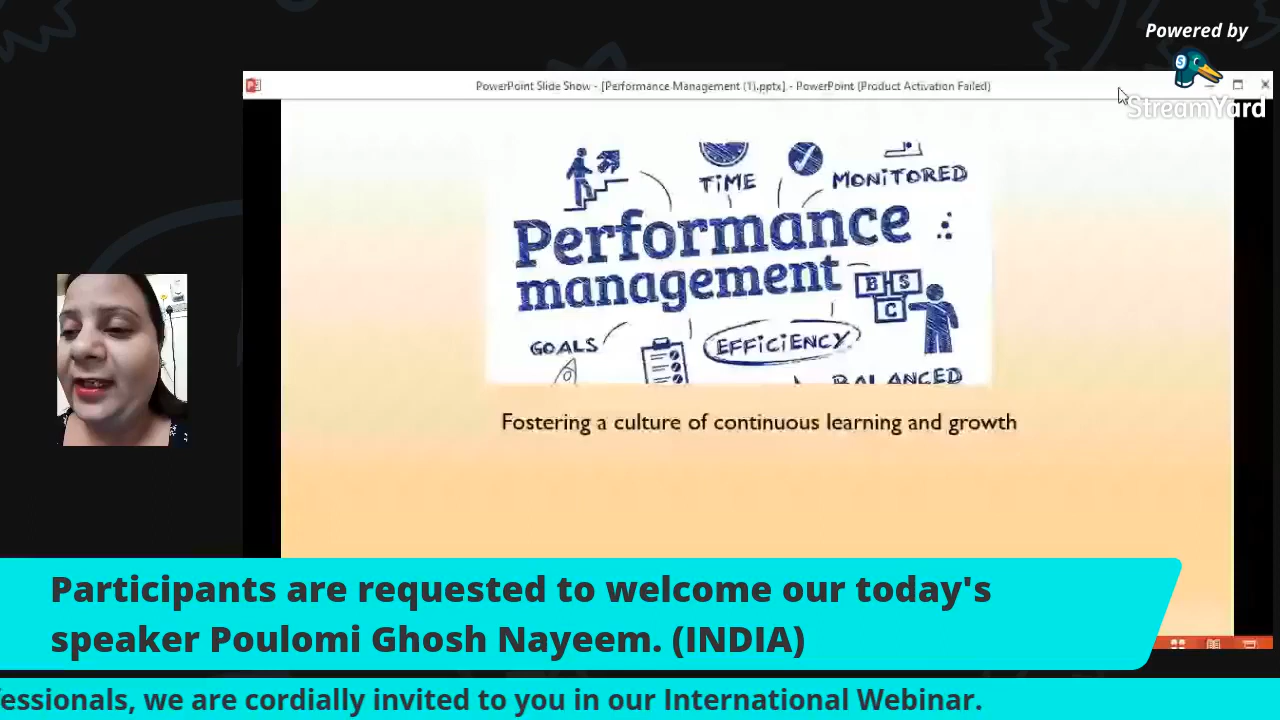 Powered by
StreamYard
PowerPoint Slide Show - [Performance Management (1).pptx] - PowerPoint (Product Activation Failed)
TiME
MONiTORED
Performance
management
B S
C
GOALS
EFFiCiENCY
BALANCED
Fostering a culture of continuous learning and growth
Participants are requested to welcome our today's
speaker Poulomi Ghosh Nayeem. (INDIA)
we are cordially invited to you in our International Webinar.